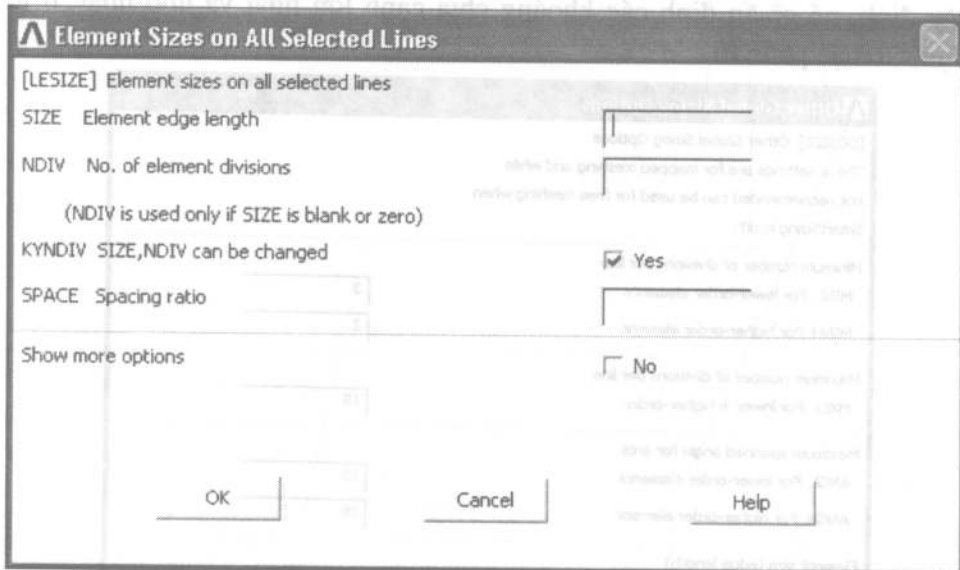 Element Sizes on All Selected Lines
[LESIZE] Element sizes on all selected lines
SIZE Element edge length
NDIV No. of element divisions
(NDIV is used only if SIZE is blank or zero)
KYNDIV SIZE,NDIV can be changed
Yes
SPACE Spacing ratio
Show more options
No
OK Cancel Help